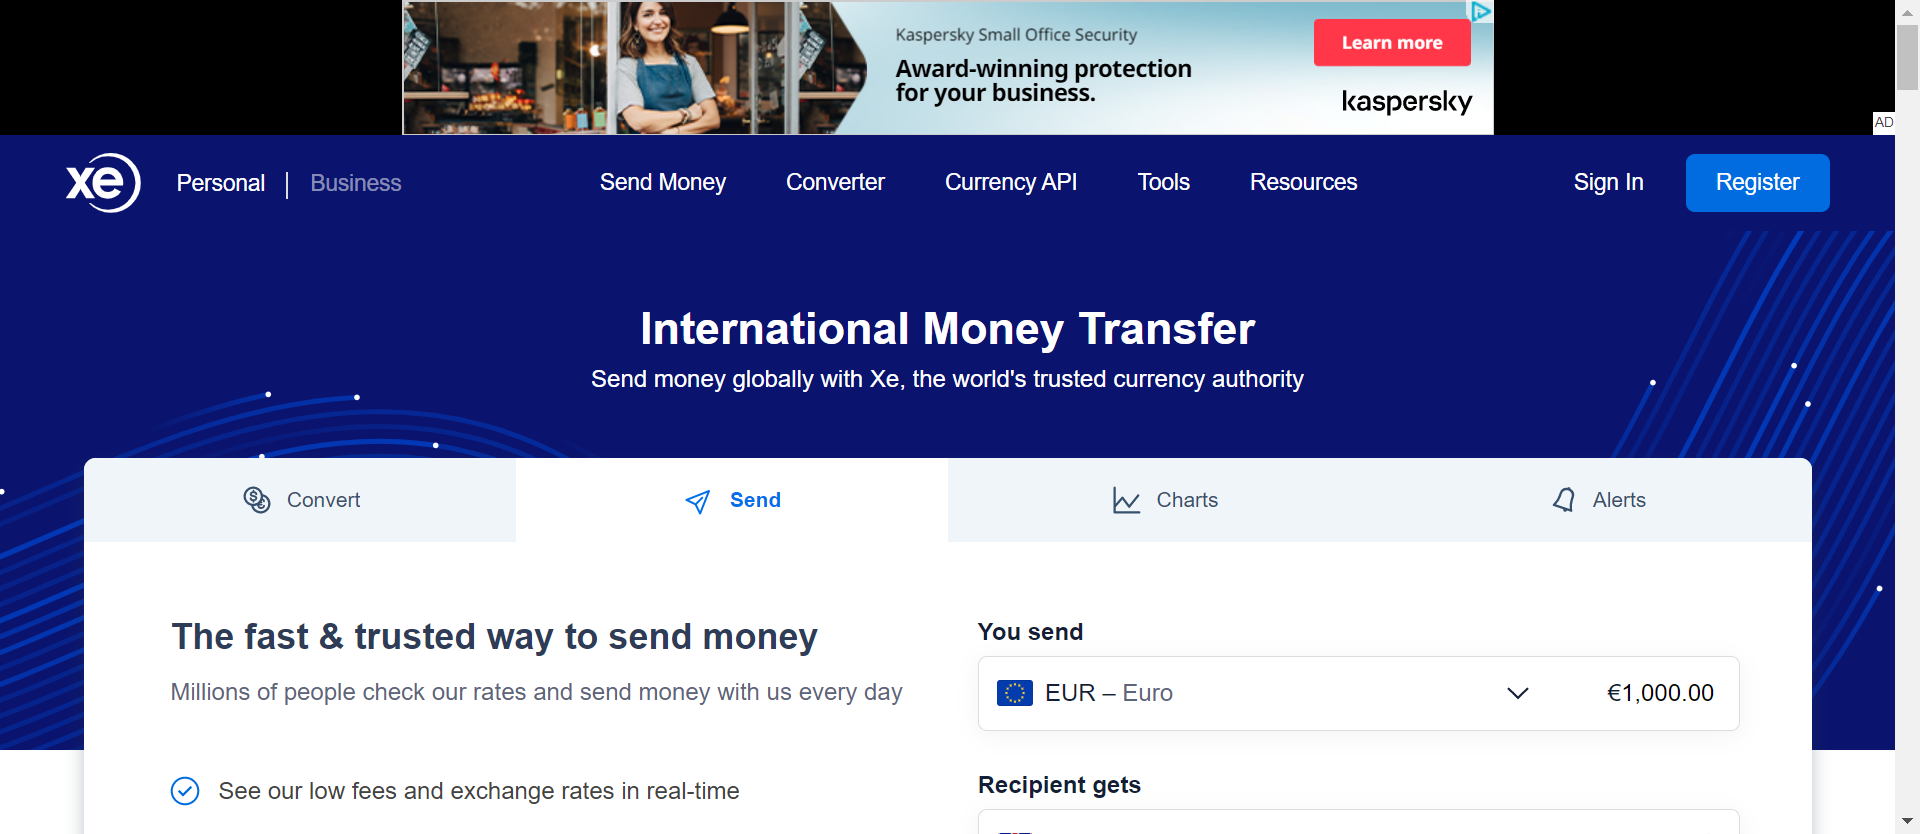 Kaspersky Small Office Security
Award-winning protection
for your business.
Learn more
kaspersky
AD
xe
Personal
Business
Send Money
Converter
Currency API
Tools
Resources
Sign In
Register
International Money Transfer
Send money globally with Xe, the world's trusted currency authority
Convert
Send
Charts
Alerts
The fast & trusted way to send money
Millions of people check our rates and send money with us every day
See our low fees and exchange rates in real-time
You send
EUR – Euro
€1,000.00
Recipient gets